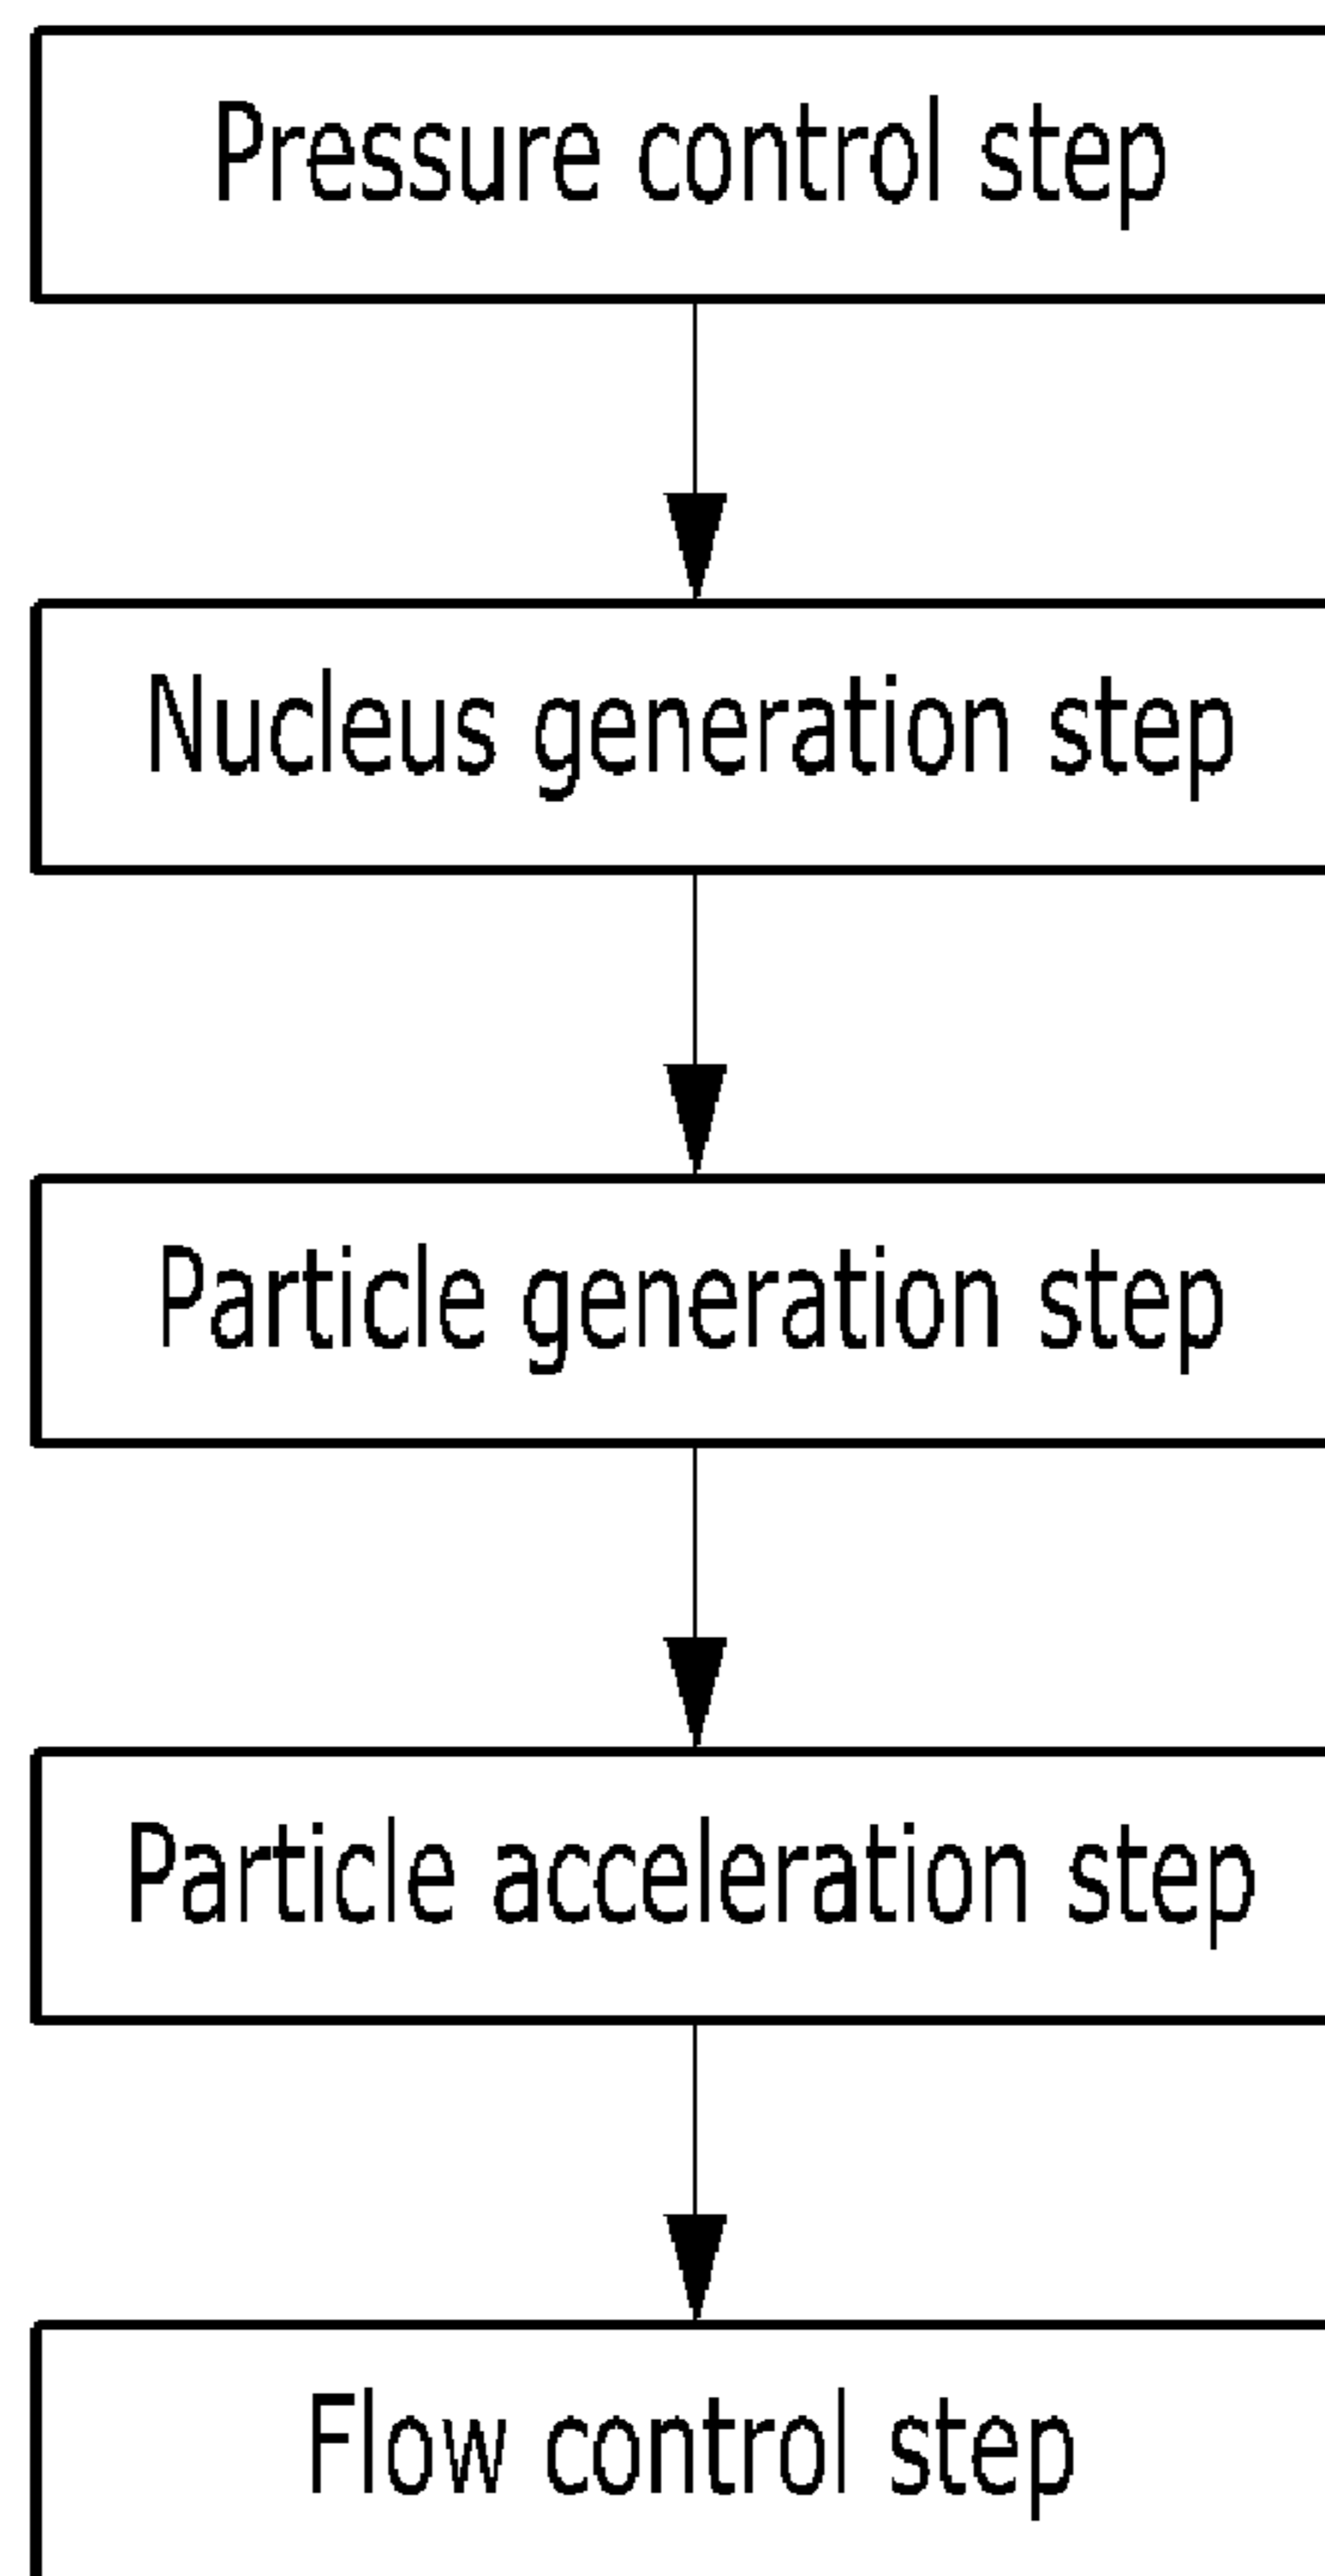 Pressure control step
Nucleus generation step
Particle generation step
Particle acceleration step
Flow control step